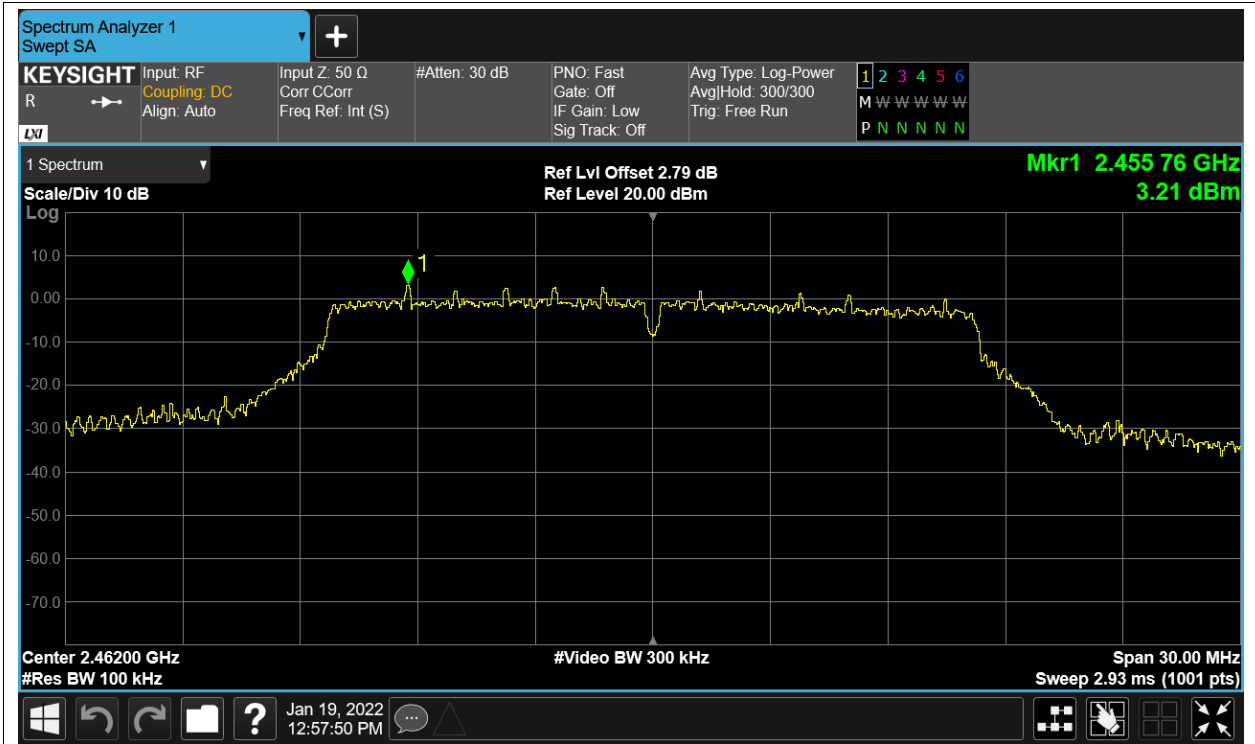 Spectrum Analyzer 1
Swept SA
KEYSIGHT
R
LXI
Input: RF
Coupling: DC
Align: Auto
Input Z: 50 Ω
Corr CCorr
Freq Ref: Int (S)
#Atten: 30 dB
PNO: Fast
Gate: Off
IF Gain: Low
Sig Track: Off
Avg Type: Log-Power
Avg|Hold: 300/300
Trig: Free Run
1 2 3 4 5 6
M W W W W W
P N N N N N
1 Spectrum
Scale/Div 10 dB
Ref Lvl Offset 2.79 dB
Ref Level 20.00 dBm
Mkr1 2.455 76 GHz
3.21 dBm
Log
10.0
0.00
-10.0
-20.0
-30.0
-40.0
-50.0
-60.0
-70.0
1
Center 2.46200 GHz
#Video BW 300 kHz
Span 30.00 MHz
#Res BW 100 kHz
Sweep 2.93 ms (1001 pts)
?
Jan 19, 2022
12:57:50 PM